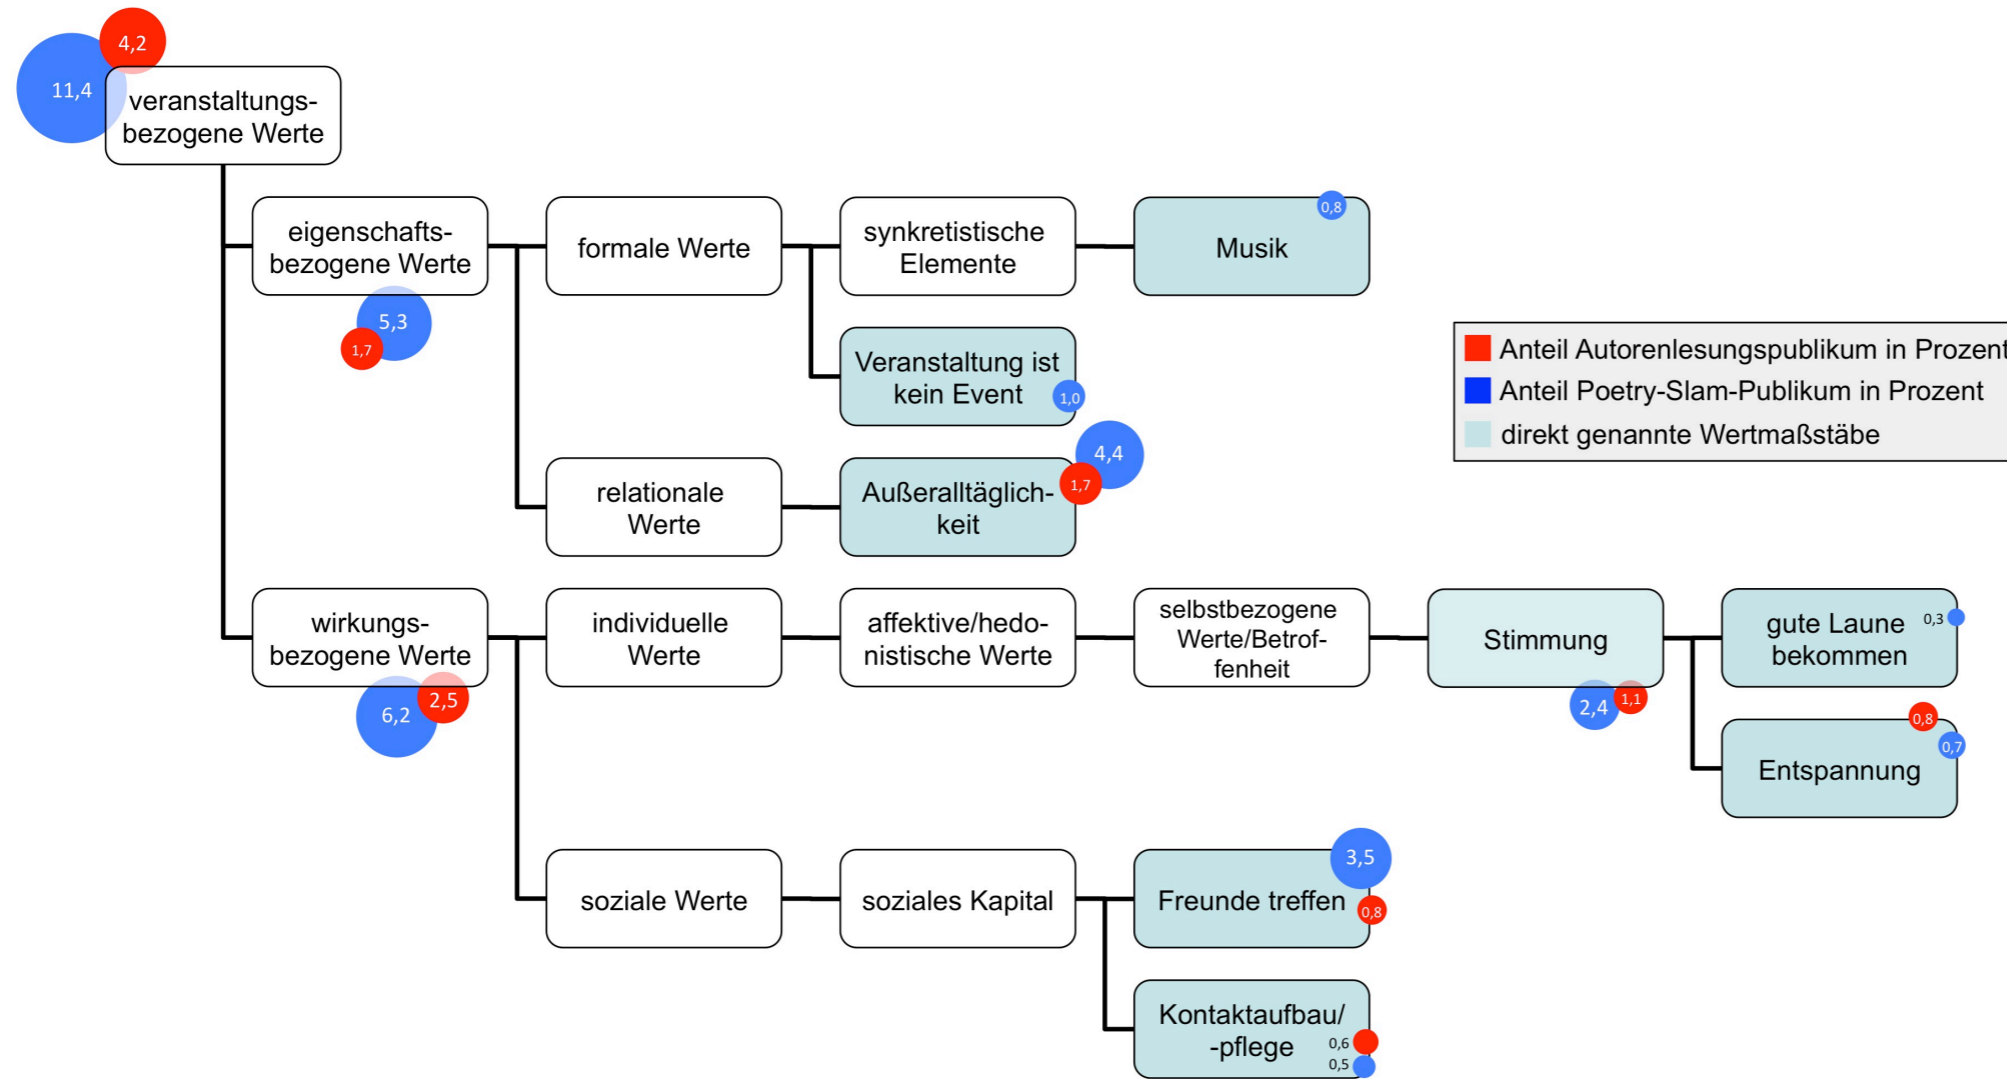 4,2
11,4
veranstaltungs-
bezogene Werte
eigenschafts-
bezogene Werte
5,3
1,7
formale Werte
synkretistische
Elemente
0,8
Musik
Veranstaltung ist
kein Event
1,0
relationale
Werte
Außeralltäglich-
keit
4,4
1,7
Anteil Autorenlesungspublikum in Prozent
Anteil Poetry-Slam-Publikum in Prozent
direkt genannte Wertmaßstäbe
wirkungs-
bezogene Werte
6,2
2,5
individuelle
Werte
affektive/hedo-
nistische Werte
selbstbezogene
Werte/Betrof-
fenheit
Stimmung
2,4
1,1
gute Laune
bekommen
0,3
0,8
0,7
Entspannung
soziale Werte
soziales Kapital
3,5
Freunde treffen
0,8
Kontaktaufbau/
-pflege
0,6
0,5